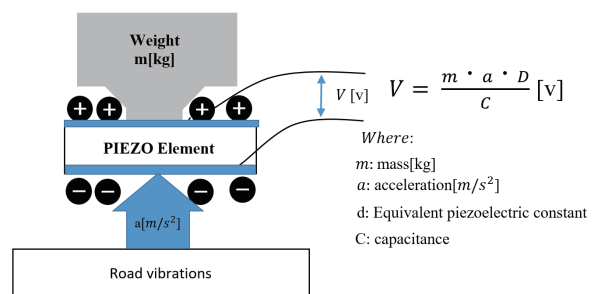 Weight
m[kg]
+ + + +
V [v]
V = m · a · D / C [v]
PIEZO Element
Where:
m: mass[kg]
a: acceleration[m/s²]
d: Equivalent piezoelectric constant
C: capacitance
− − − −
a[m/s²]
Road vibrations